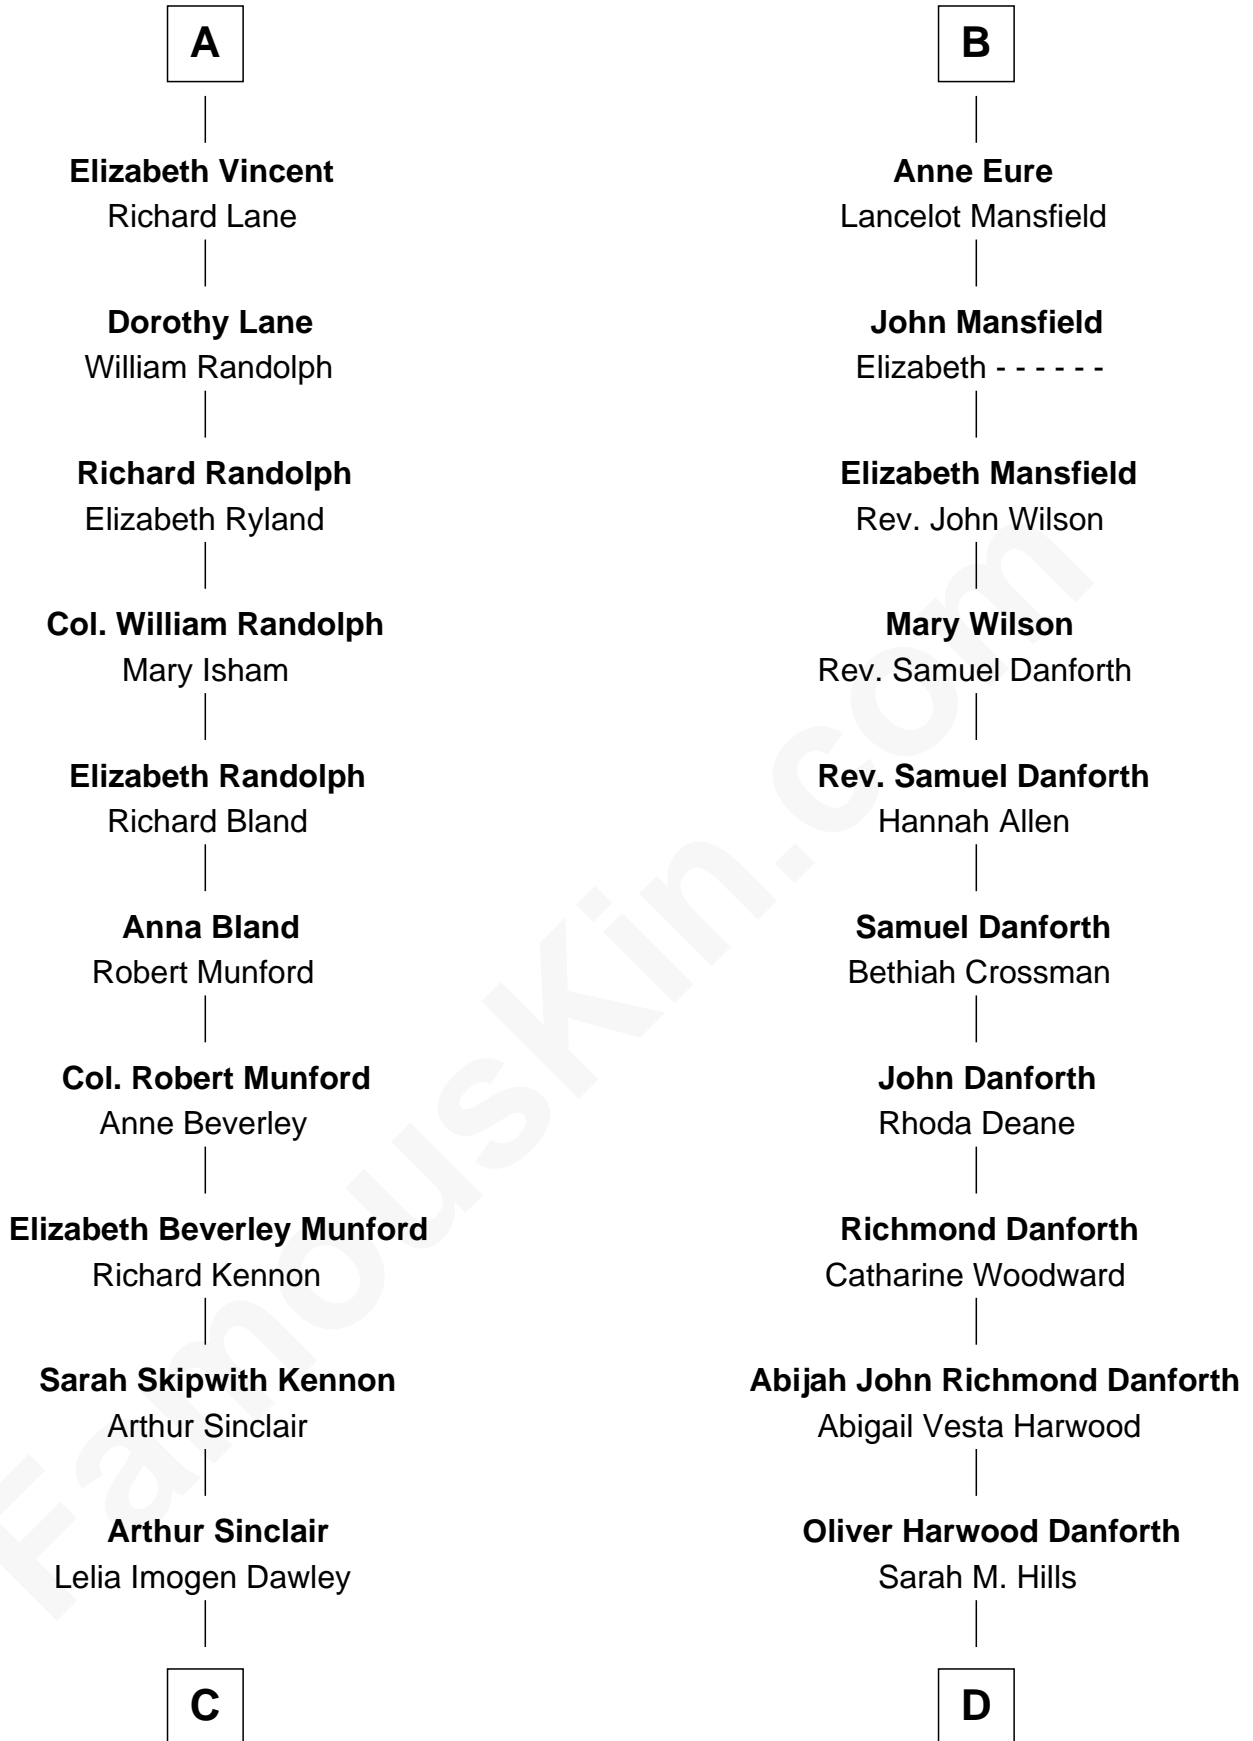 A
Elizabeth Vincent
Richard Lane
Dorothy Lane
William Randolph
Richard Randolph
Elizabeth Ryland
Col. William Randolph
Mary Isham
Elizabeth Randolph
Richard Bland
Anna Bland
Robert Munford
Col. Robert Munford
Anne Beverley
Elizabeth Beverley Munford
Richard Kennon
Sarah Skipwith Kennon
Arthur Sinclair
Arthur Sinclair
Lelia Imogen Dawley
C
B
Anne Eure
Lancelot Mansfield
John Mansfield
Elizabeth - - - - - -
Elizabeth Mansfield
Rev. John Wilson
Mary Wilson
Rev. Samuel Danforth
Rev. Samuel Danforth
Hannah Allen
Samuel Danforth
Bethiah Crossman
John Danforth
Rhoda Deane
Richmond Danforth
Catharine Woodward
Abijah John Richmond Danforth
Abigail Vesta Harwood
Oliver Harwood Danforth
Sarah M. Hills
D
FamousKin.com